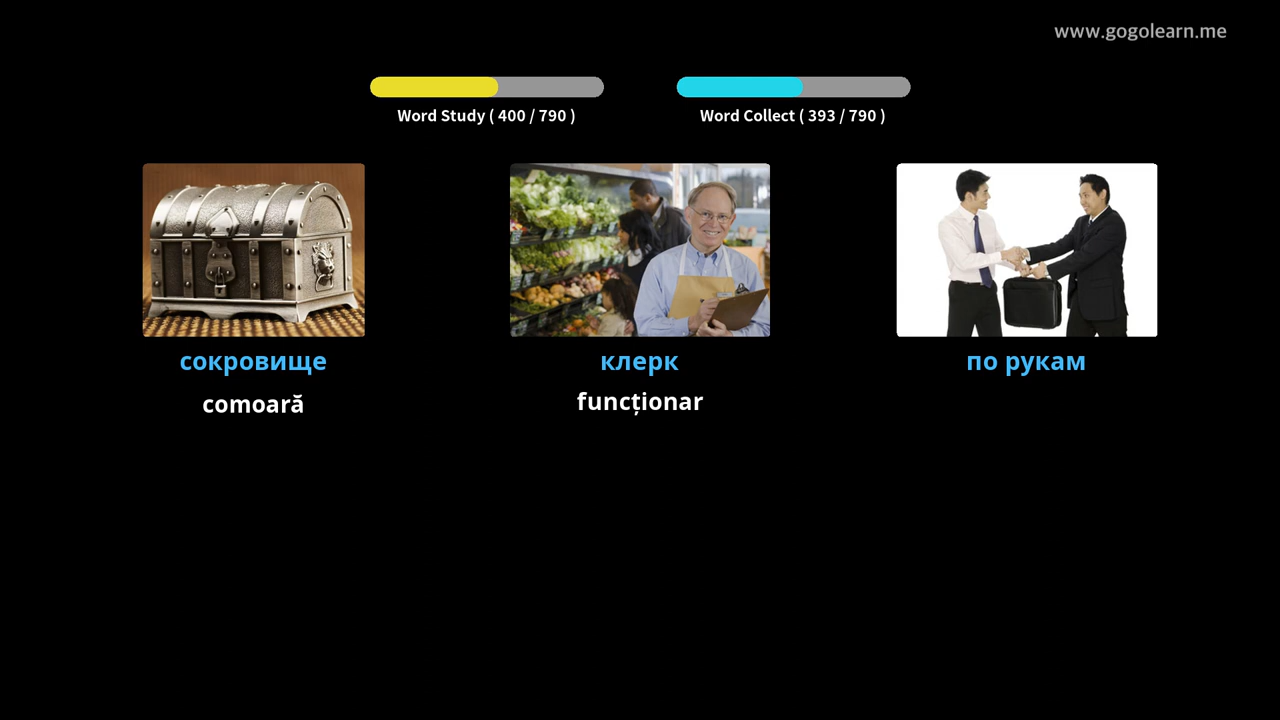 www.gogolearn.me
Word Study ( 400 / 790 )
Word Collect ( 393 / 790 )
сокровище
клерк
по рукам
comoară
funcționar